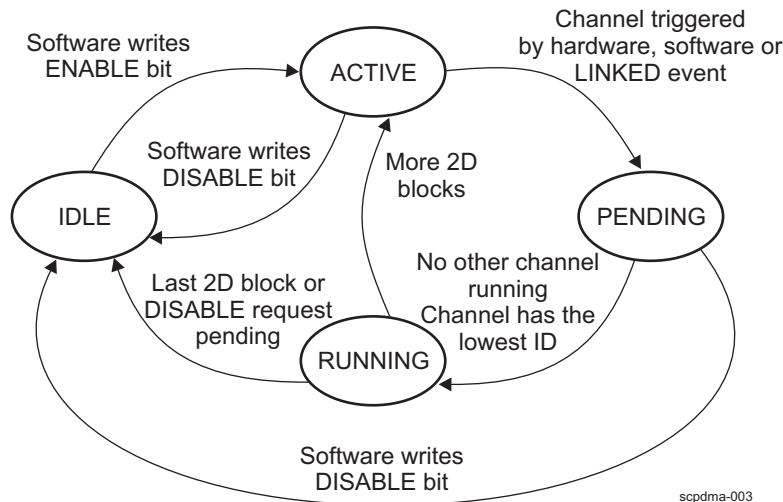 Software writes
ENABLE bit
ACTIVE
Channel triggered
by hardware, software or
LINKED event
Software writes
DISABLE bit
More 2D
blocks
IDLE
PENDING
Last 2D block or
DISABLE request
pending
No other channel
running
Channel has the
lowest ID
RUNNING
Software writes
DISABLE bit
scpdma-003